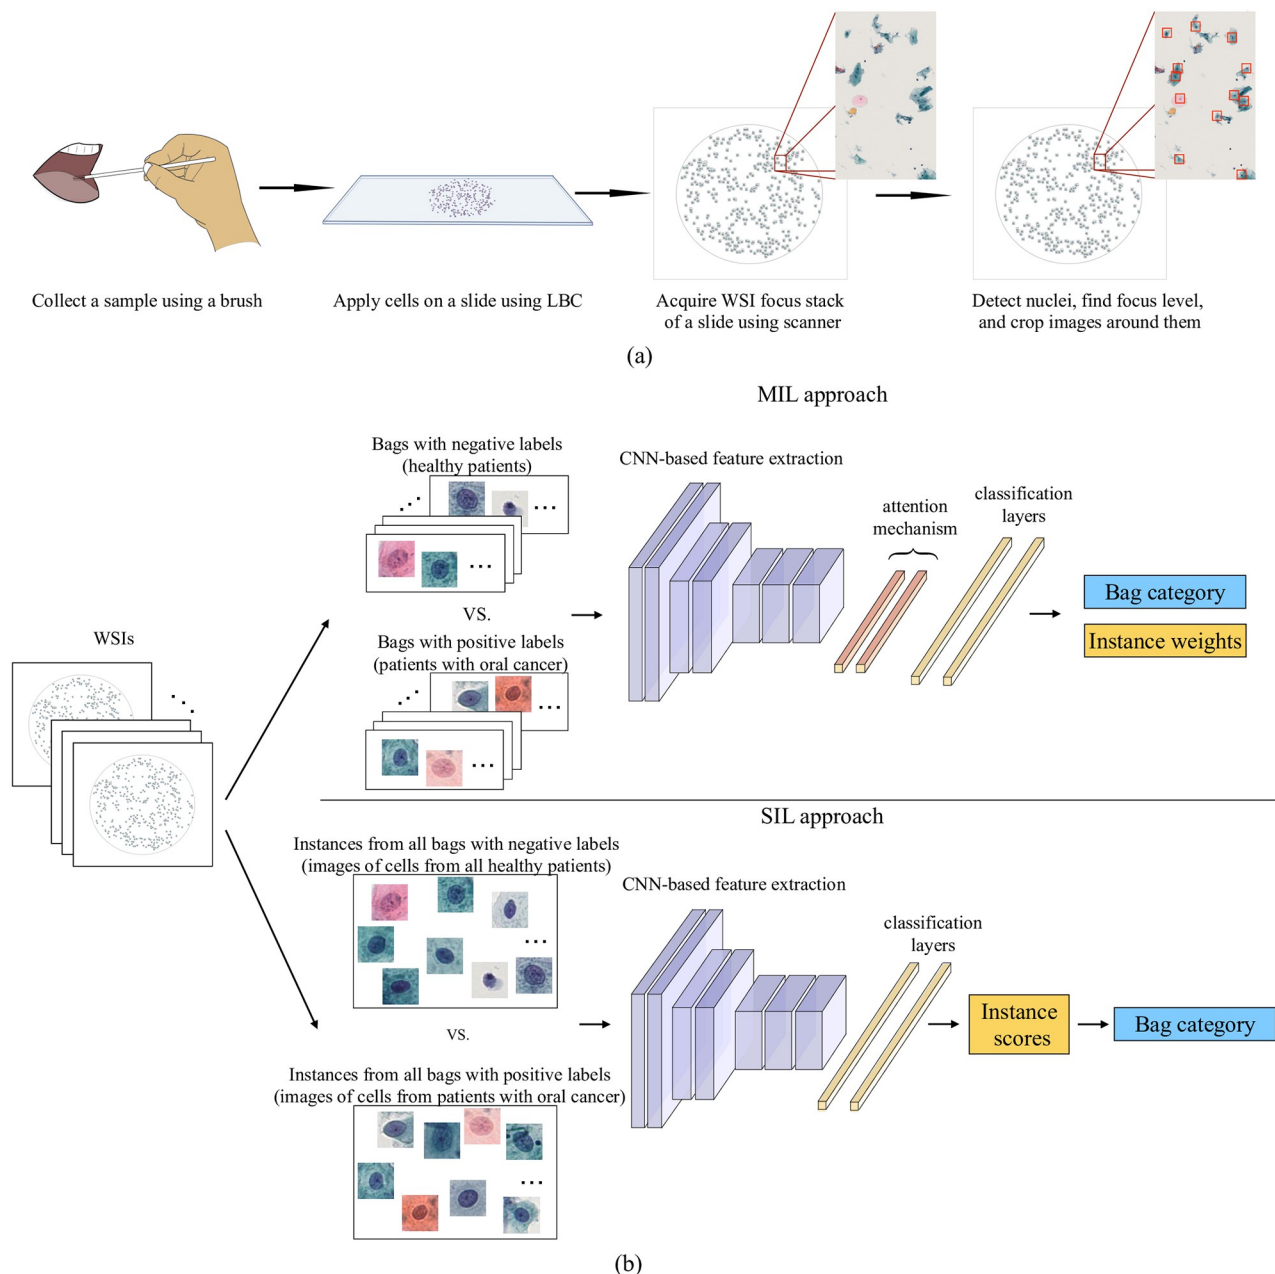 Collect a sample using a brush
Apply cells on a slide using LBC
Acquire WSI focus stack
of a slide using scanner
Detect nuclei, find focus level,
and crop images around them
(a)
MIL approach
Bags with negative labels
(healthy patients)
VS.
Bags with positive labels
(patients with oral cancer)
CNN-based feature extraction
attention
mechanism
classification
layers
Bag category
Instance weights
WSIs
SIL approach
Instances from all bags with negative labels
(images of cells from all healthy patients)
VS.
Instances from all bags with positive labels
(images of cells from patients with oral cancer)
CNN-based feature extraction
classification
layers
Instance
scores
Bag category
(b)